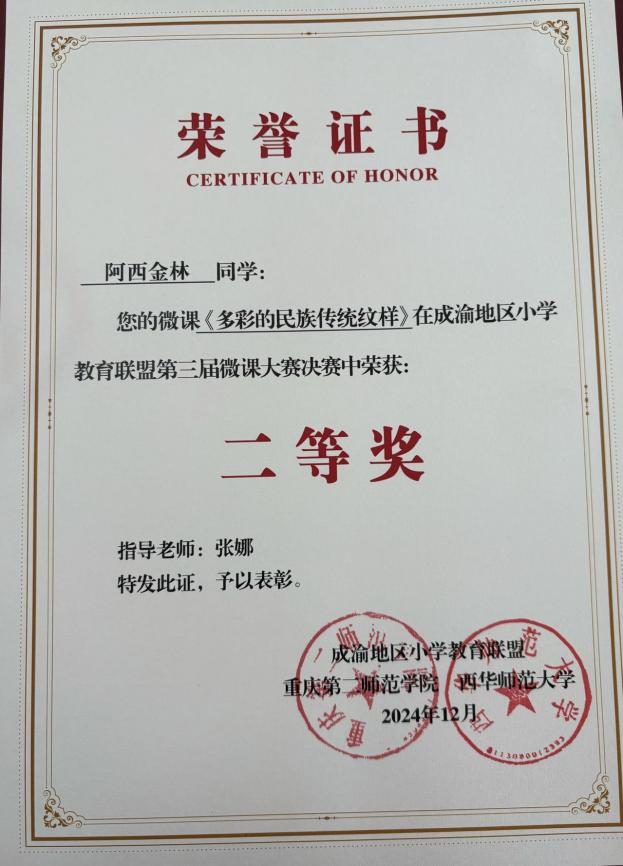 荣誉证书
CERTIFICATE OF HONOR
阿西金林 同学：
您的微课《多彩的民族传统纹样》在成渝地区小学
教育联盟第三届微课大赛决赛中荣获：
二等奖
指导老师：张娜
特发此证，予以表彰。
成渝地区小学教育联盟
重庆第二师范学院 西华师范大学
2024年12月